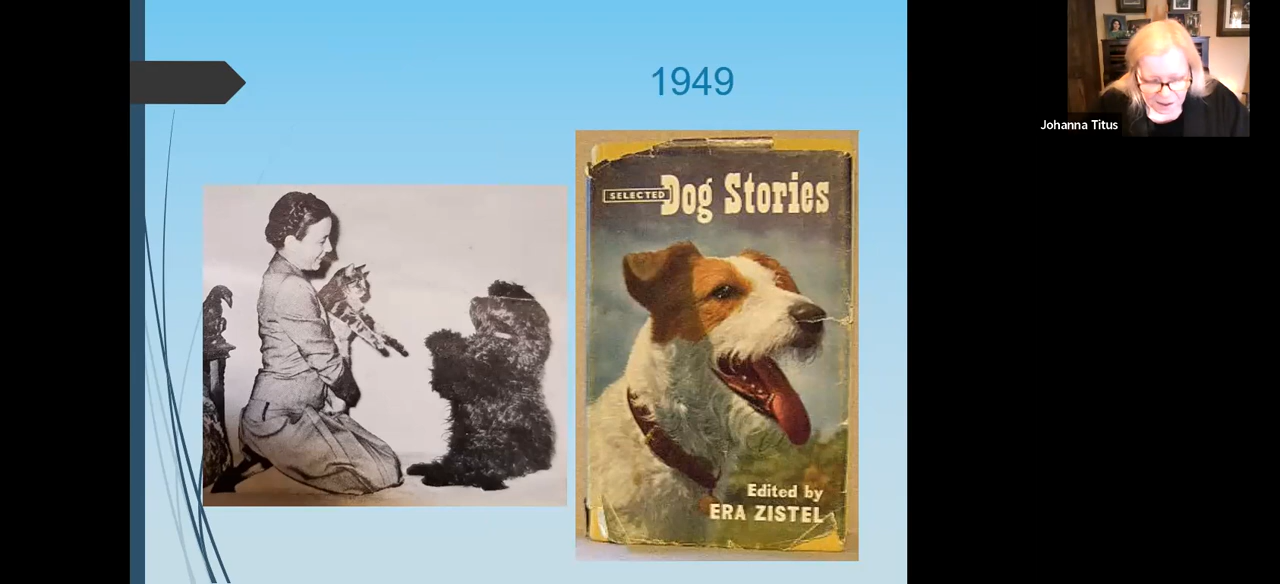 1949
SELECTED Dog Stories
Edited by
ERA ZISTEL
Johanna Titus